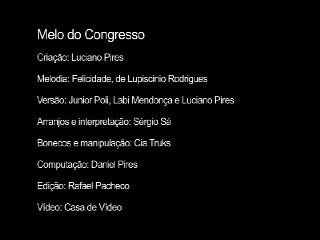 Melo do Congresso
Criação: Luciano Pires
Melodia: Felicidade, de Lupiscinio Rodrigues
Versão: Junior Poli, Labi Mendonça e Luciano Pires
Arranjos e interpretação: Sérgio Sá
Bonecos e manipulação: Cia Truks
Computação: Daniel Pires
Edição: Rafael Pacheco
Vídeo: Casa de Vídeo